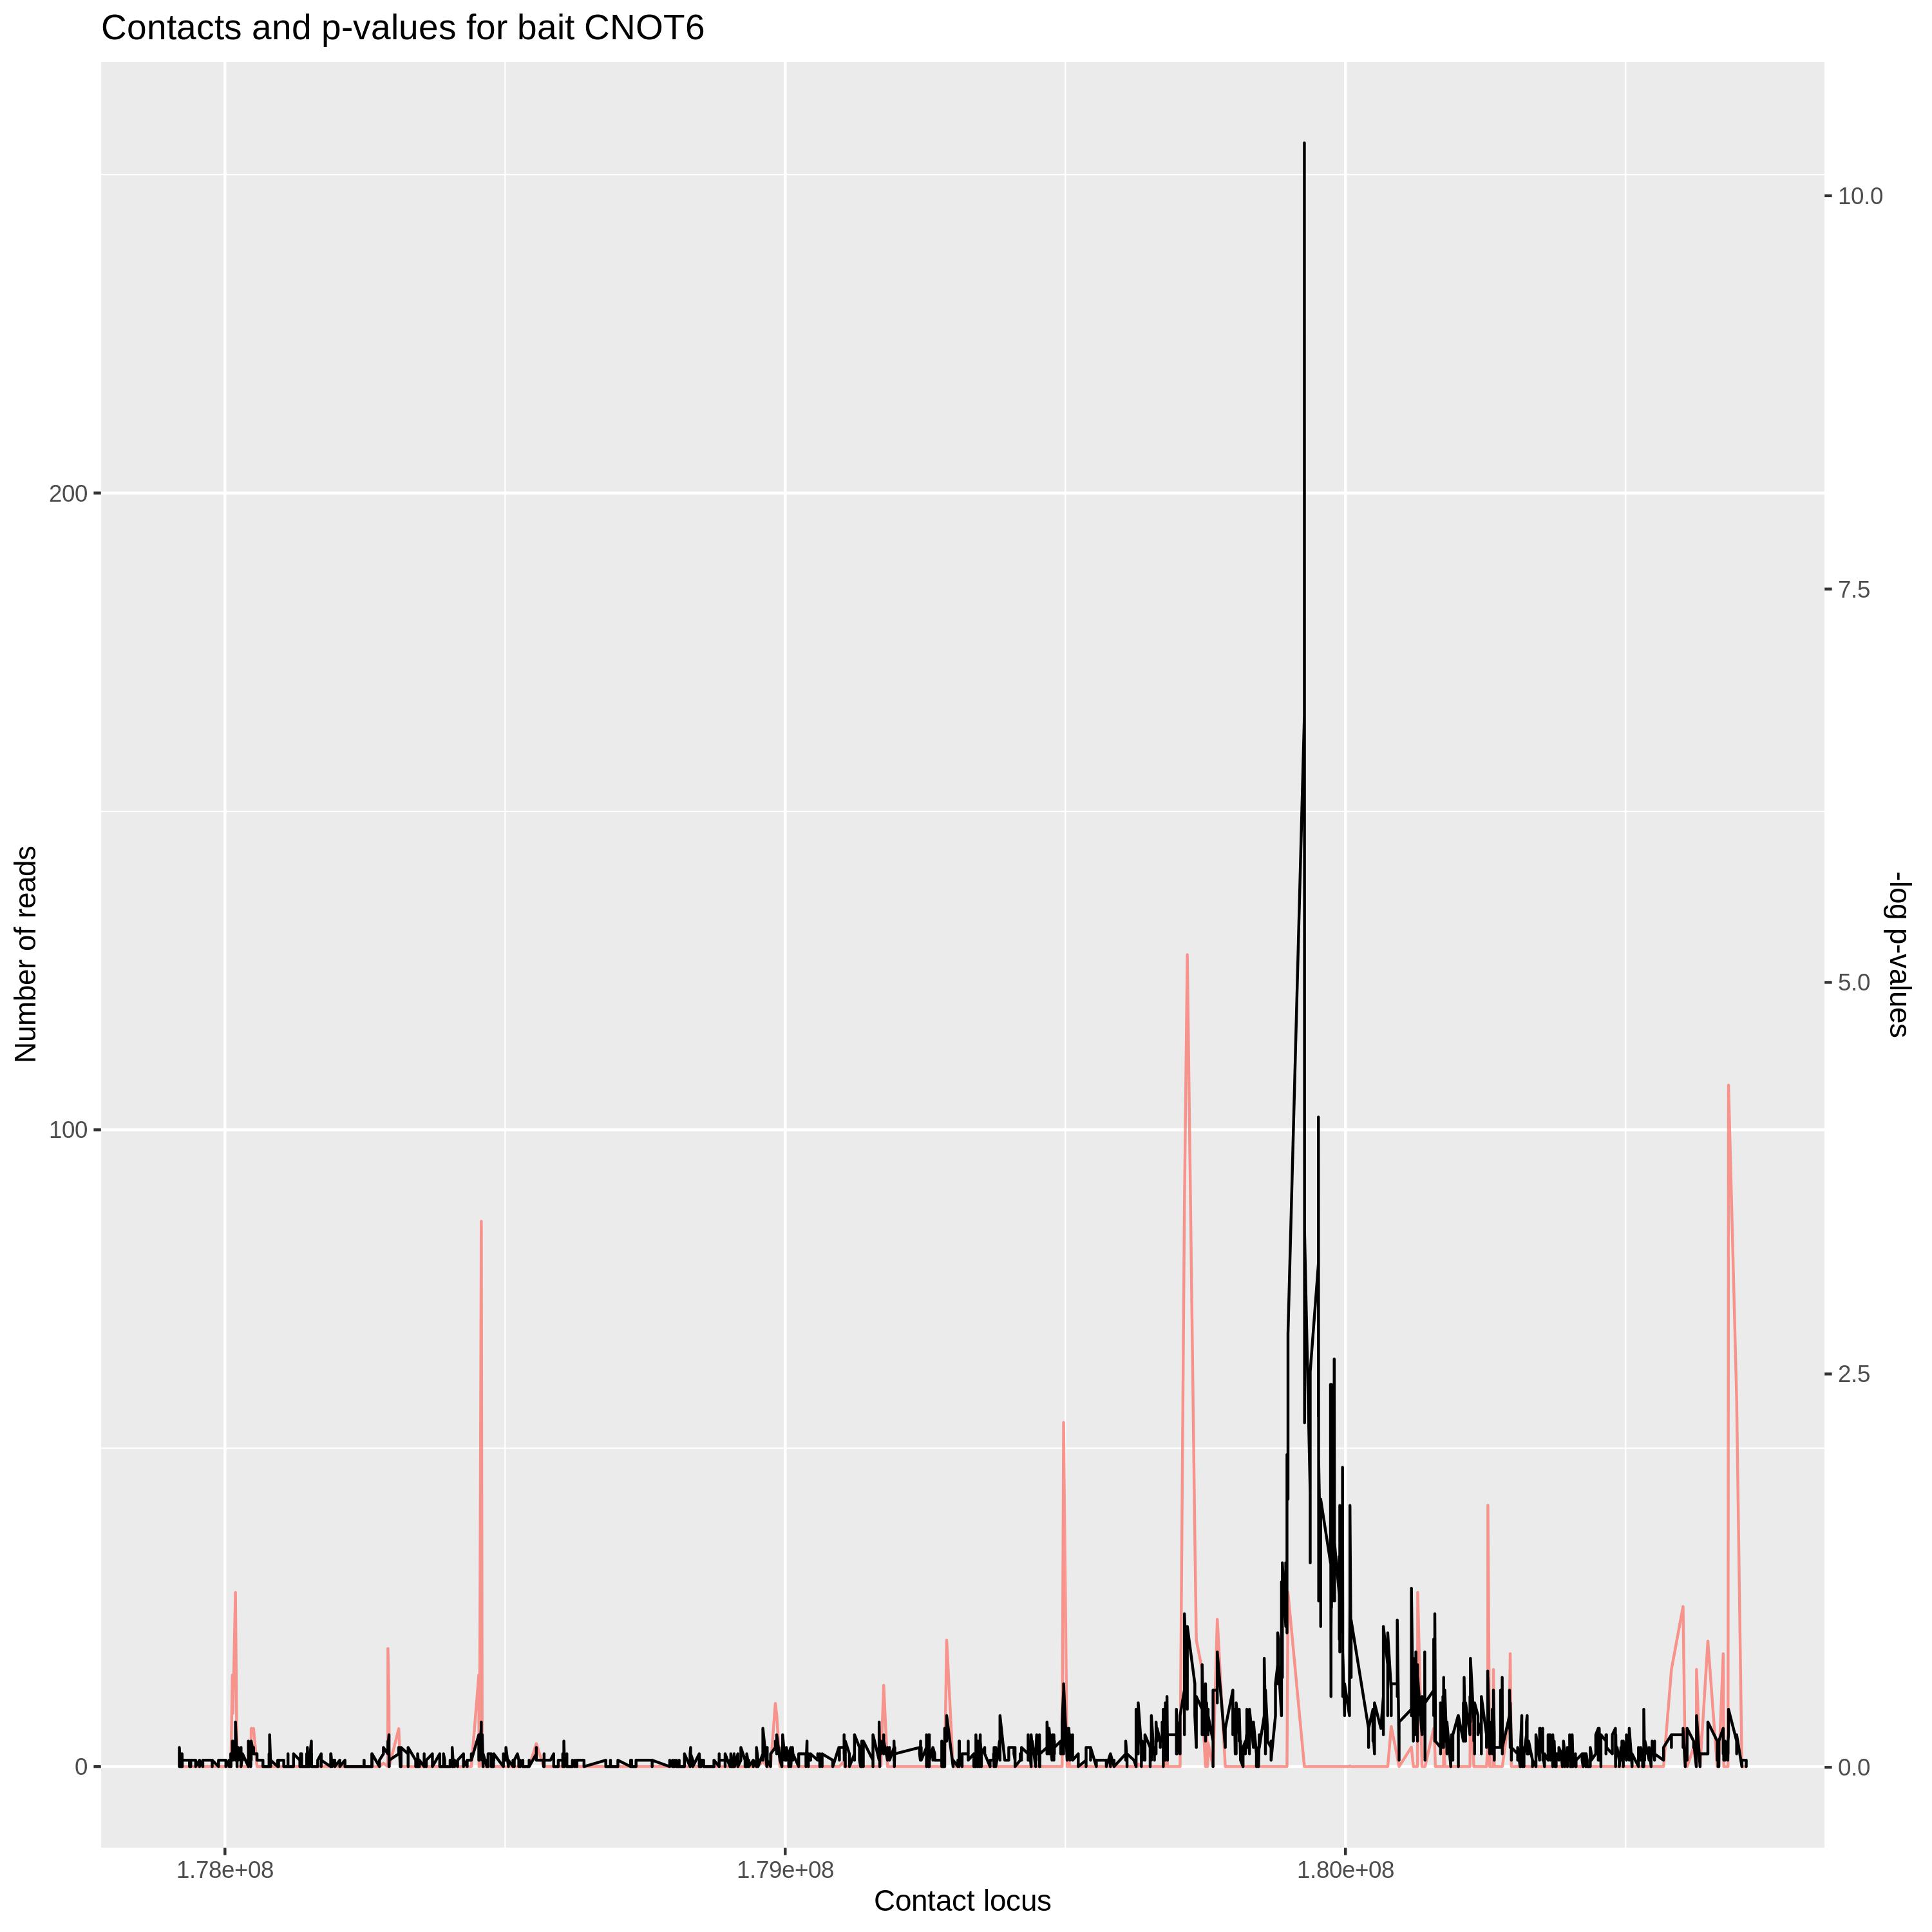 Contacts and p-values for bait CNOT6
Number of reads
200
100
0
10.0
7.5
5.0
2.5
0.0
-log p-values
1.78e+08
1.79e+08
1.80e+08
Contact locus